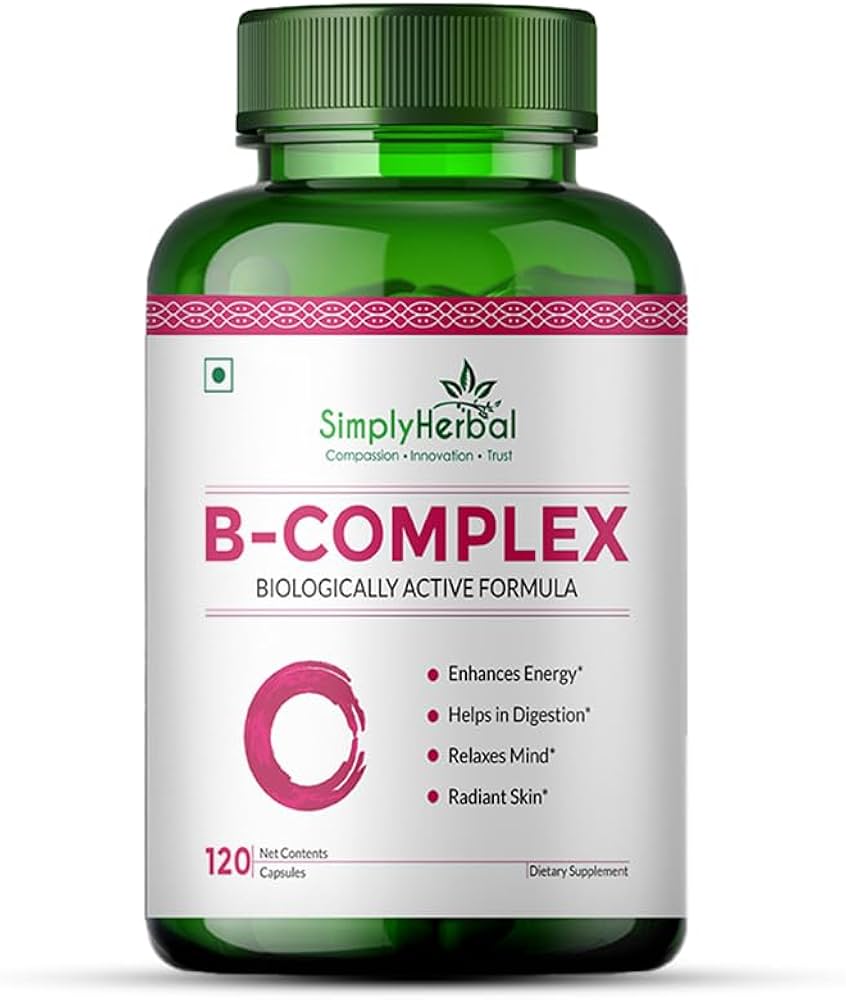 SimplyHerbal
Compassion • Innovation • Trust
B-COMPLEX
BIOLOGICALLY ACTIVE FORMULA
• Enhances Energy*
• Helps in Digestion*
• Relaxes Mind*
• Radiant Skin*
120 Net Contents
Capsules
Dietary Supplement